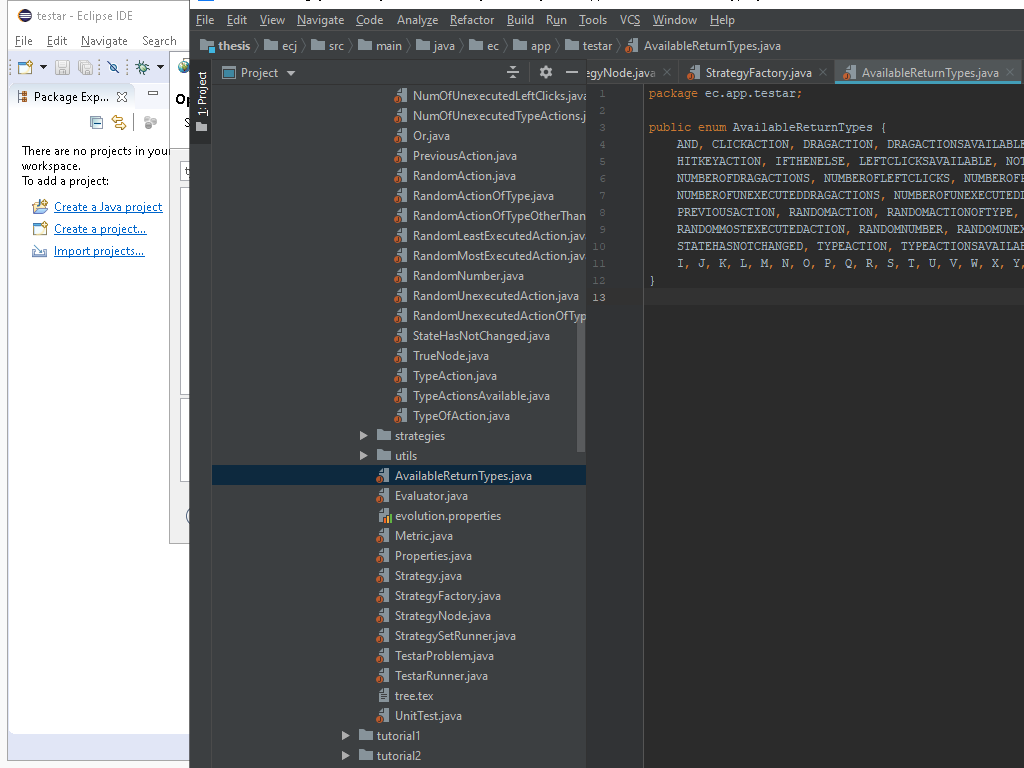 testar - Eclipse IDE
File Edit Navigate Search
Package Exp...
There are no projects in your
workspace.
To add a project:
Create a Java project
Create a project...
Import projects...
File Edit View Navigate Code Analyze Refactor Build Run Tools VCS Window Help
thesis ecj src main java ec app testar AvailableReturnTypes.java
1: Project
Project
NumOfUnexecutedLeftClicks.java
NumOfUnexecutedTypeActions.j
Or.java
PreviousAction.java
RandomAction.java
RandomActionOfType.java
RandomActionOfTypeOtherThan
RandomLeastExecutedAction.jav
RandomMostExecutedAction.jav
RandomNumber.java
RandomUnexecutedAction.java
RandomUnexecutedActionOfTyp
StateHasNotChanged.java
TrueNode.java
TypeAction.java
TypeActionsAvailable.java
TypeOfAction.java
strategies
utils
AvailableReturnTypes.java
Evaluator.java
evolution.properties
Metric.java
Properties.java
Strategy.java
StrategyFactory.java
StrategyNode.java
StrategySetRunner.java
TestarProblem.java
TestarRunner.java
tree.tex
UnitTest.java
tutorial1
tutorial2
egyNode.java StrategyFactory.java AvailableReturnTypes.java
1 package ec.app.testar;
2
3 public enum AvailableReturnTypes {
4 AND, CLICKACTION, DRAGACTION, DRAGACTIONSAVAILABLE
5 HITKEYACTION, IFTHENELSE, LEFTCLICKSAVAILABLE, NOT
6 NUMBEROFDRAGACTIONS, NUMBEROFLEFTCLICKS, NUMBEROFP
7 NUMBEROFUNEXECUTEDDRAGACTIONS, NUMBEROFUNEXECUTEDL
8 PREVIOUSACTION, RANDOMACTION, RANDOMACTIONOFTYPE,
9 RANDOMMOSTEXECUTEDACTION, RANDOMNUMBER, RANDOMUNEX
10 STATEHASNOTCHANGED, TYPEACTION, TYPEACTIONSAVAILAB
11 I, J, K, L, M, N, O, P, Q, R, S, T, U, V, W, X, Y,
12 }
13